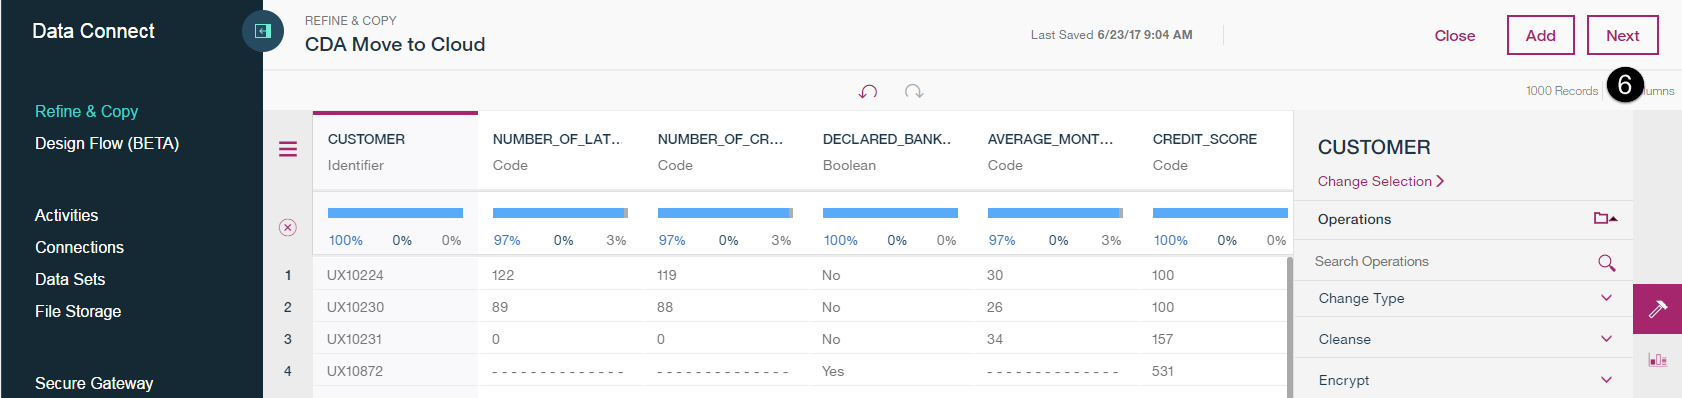 Data Connect
REFINE & COPY
CDA Move to Cloud
Last Saved 6/23/17 9:04 AM
Close
Add
Next
6
1000 Records
Refine & Copy
Design Flow (BETA)
Activities
Connections
Data Sets
File Storage
Secure Gateway
CUSTOMER NUMBER_OF_LAT... NUMBER_OF_CR... DECLARED_BANK.. AVERAGE_MONT... CREDIT_SCORE
Identifier Code Code Boolean Code Code
100% 0% 0% 97% 0% 3% 97% 0% 3% 100% 0% 0% 97% 0% 3% 100% 0% 0%
1 UX10224 122 119 No 30 100
2 UX10230 89 88 No 26 100
3 UX10231 0 0 No 34 157
4 UX10872 - - - - - - - - - - - - - - - - - - - - - - - - - - - - Yes - - - - - - - - - - - - - - 531
CUSTOMER
Change Selection
Operations
Search Operations
Change Type
Cleanse
Encrypt